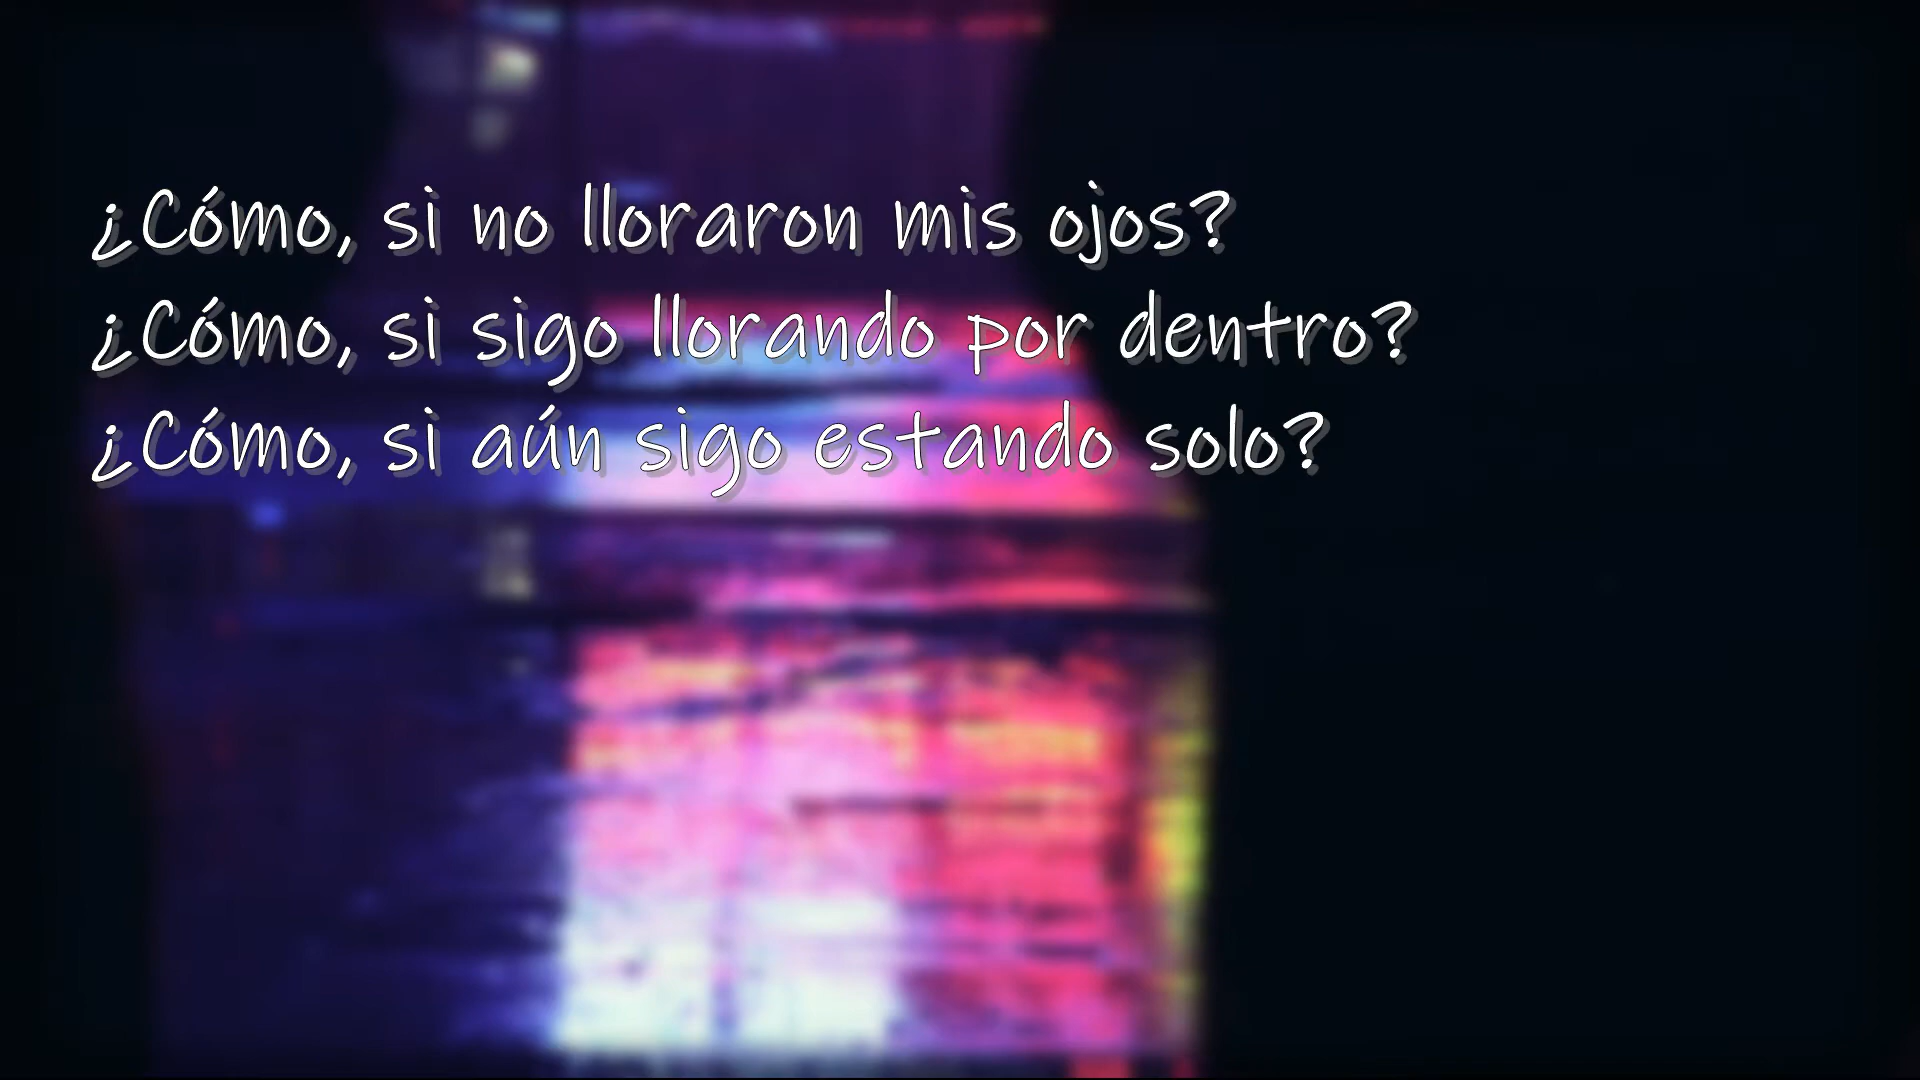 ¿Cómo, si no lloraron mis ojos?
¿Cómo, si sigo llorando por dentro?
¿Cómo, si aún sigo estando solo?